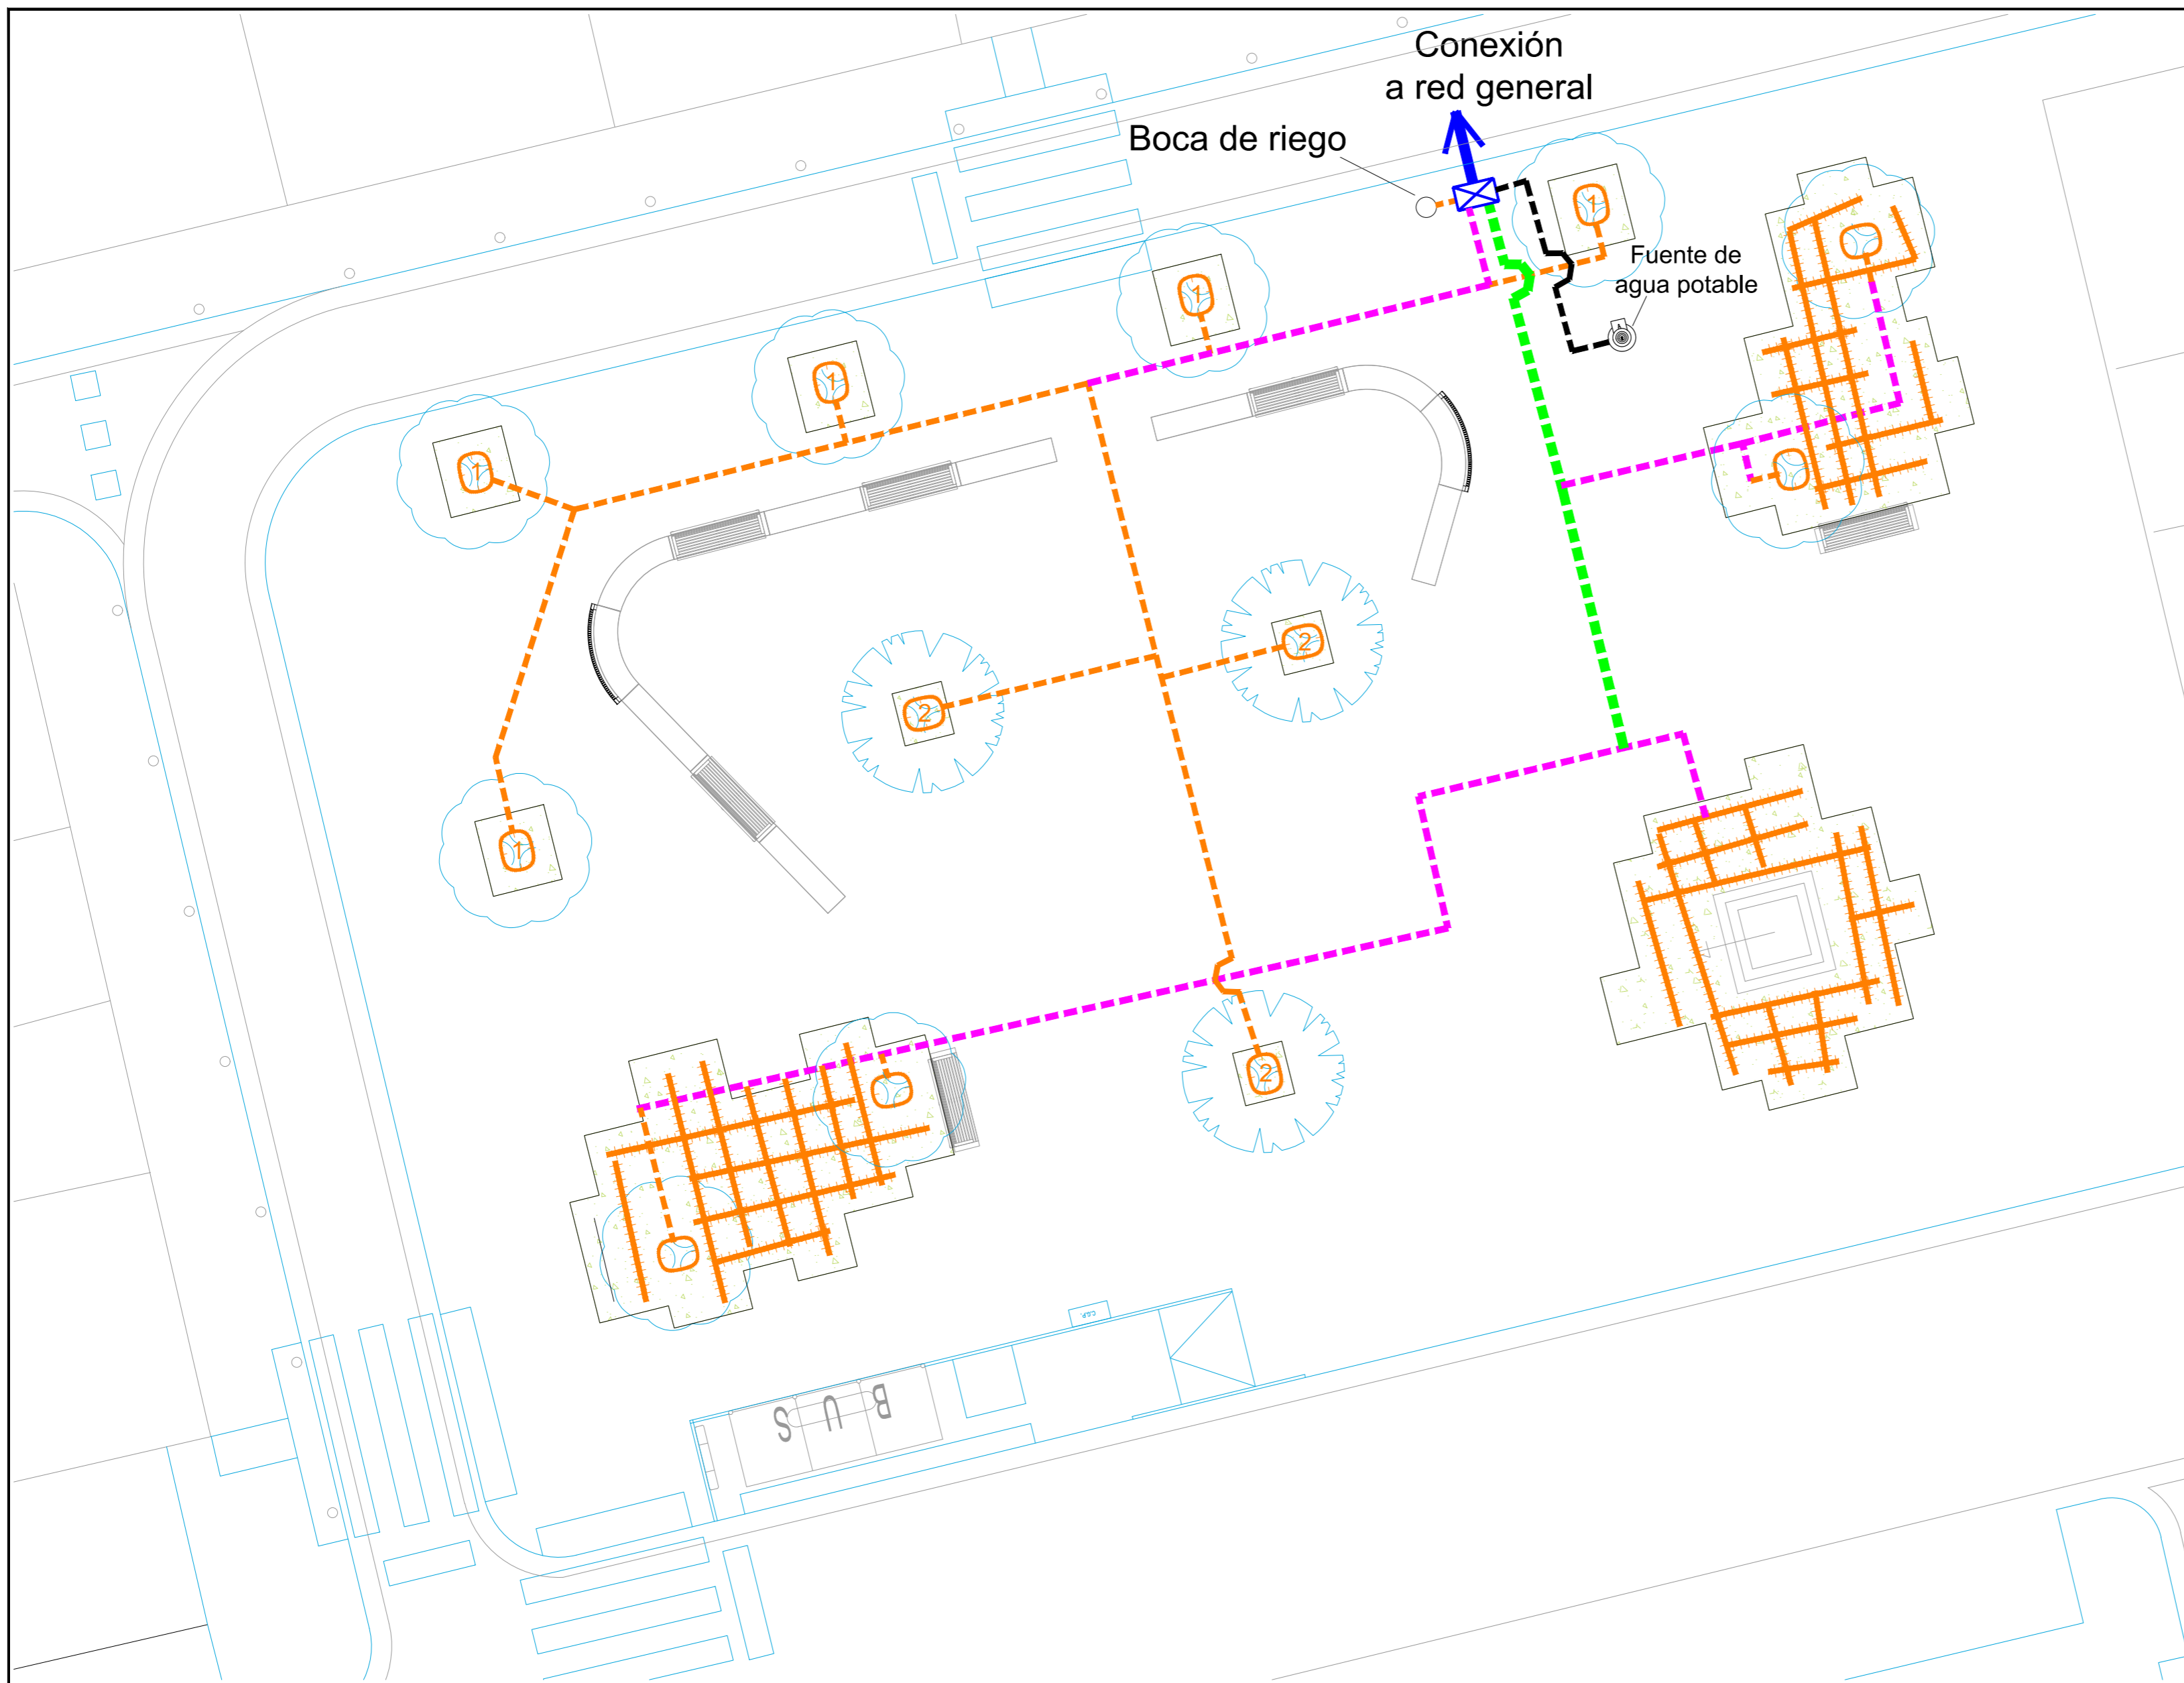 Conexión
a red general
Boca de riego
1
Fuente de
agua potable
1
1
1
2
2
1
2
C.G.P.
BUS